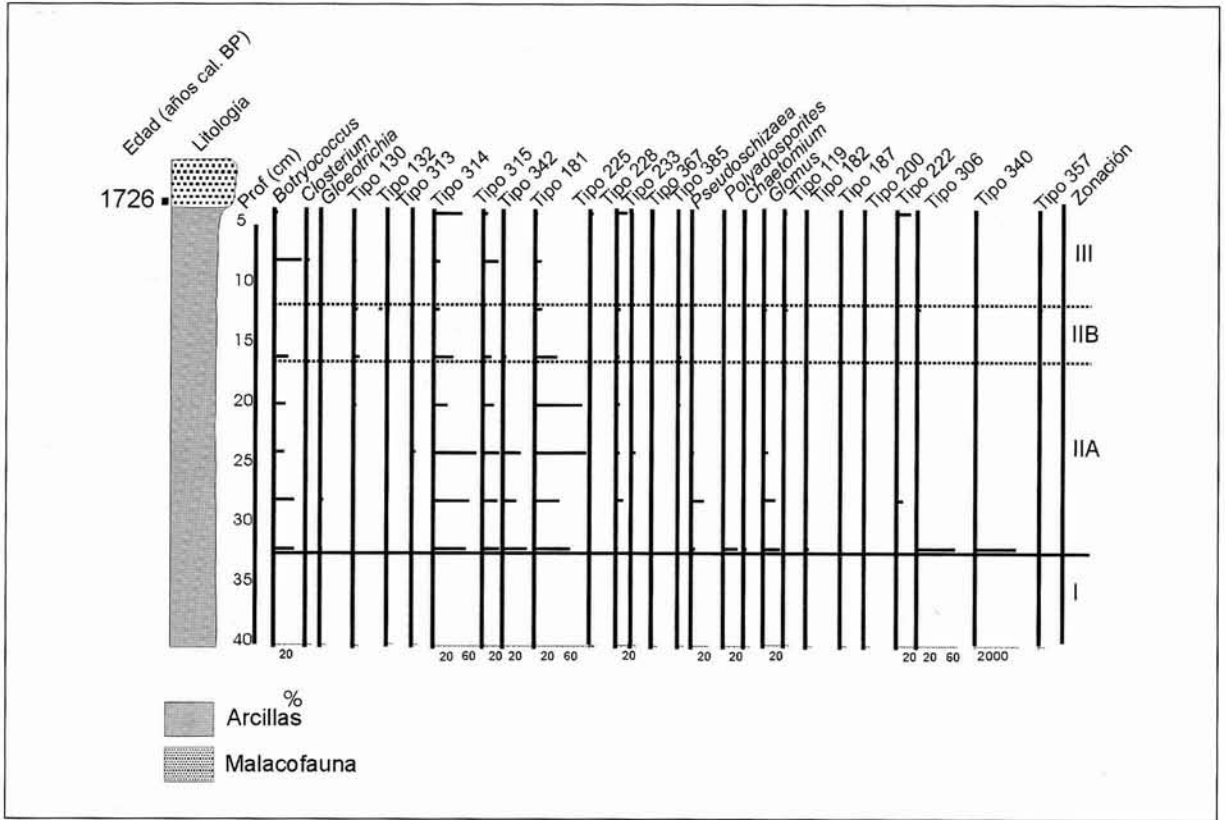 Edad (años cal. BP)
Litología
Prof (cm)
Botryococcus
Closterium
Gloeotrichia
Tipo 130
Tipo 132
Tipo 313
Tipo 314
Tipo 315
Tipo 342
Tipo 181
Tipo 225
Tipo 228
Tipo 233
Tipo 367
Tipo 385
Pseudoschizaea
Polyadosporites
Chaetomium
Glomus
Tipo 119
Tipo 182
Tipo 187
Tipo 200
Tipo 222
Tipo 306
Tipo 340
Tipo 357
Zonación
1726
5
III
10
IIB
15
20
IIA
25
30
35
I
40
20 20 60 20 20 20 60 20 20 20 20 20 20 60 2000
%
Arcillas
Malacofauna